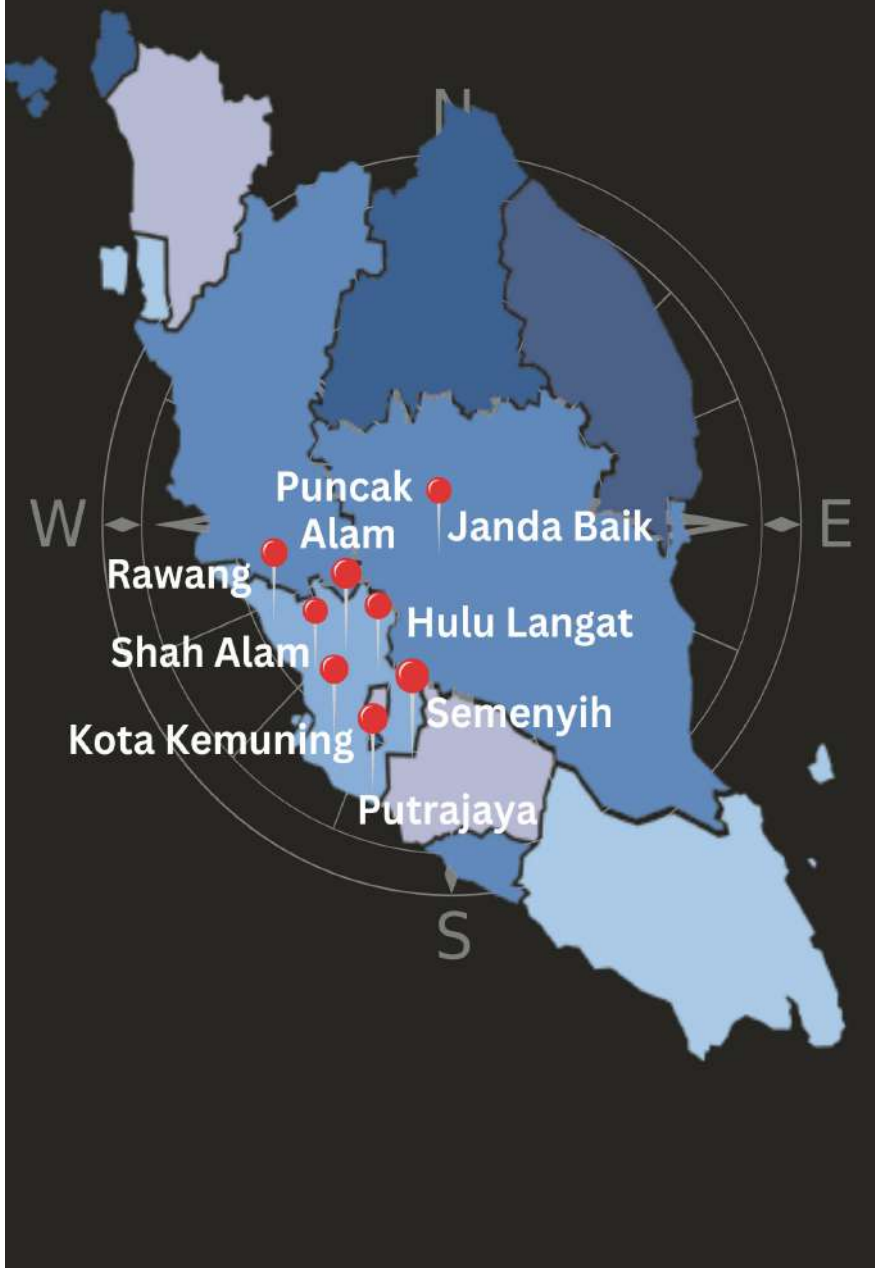 N
Puncak
Alam
W
Janda Baik
E
Rawang
Hulu Langat
Shah Alam
Semenyih
Kota Kemuning
Putrajaya
S